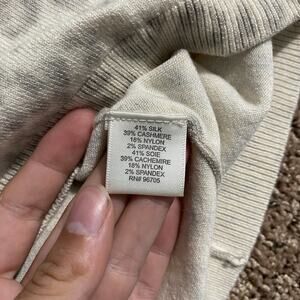 41% SILK
39% CASHMERE
18% NYLON
2% SPANDEX
41% SOIE
39% CACHEMIRE
18% NYLON
2% SPANDEX
RN# 96705